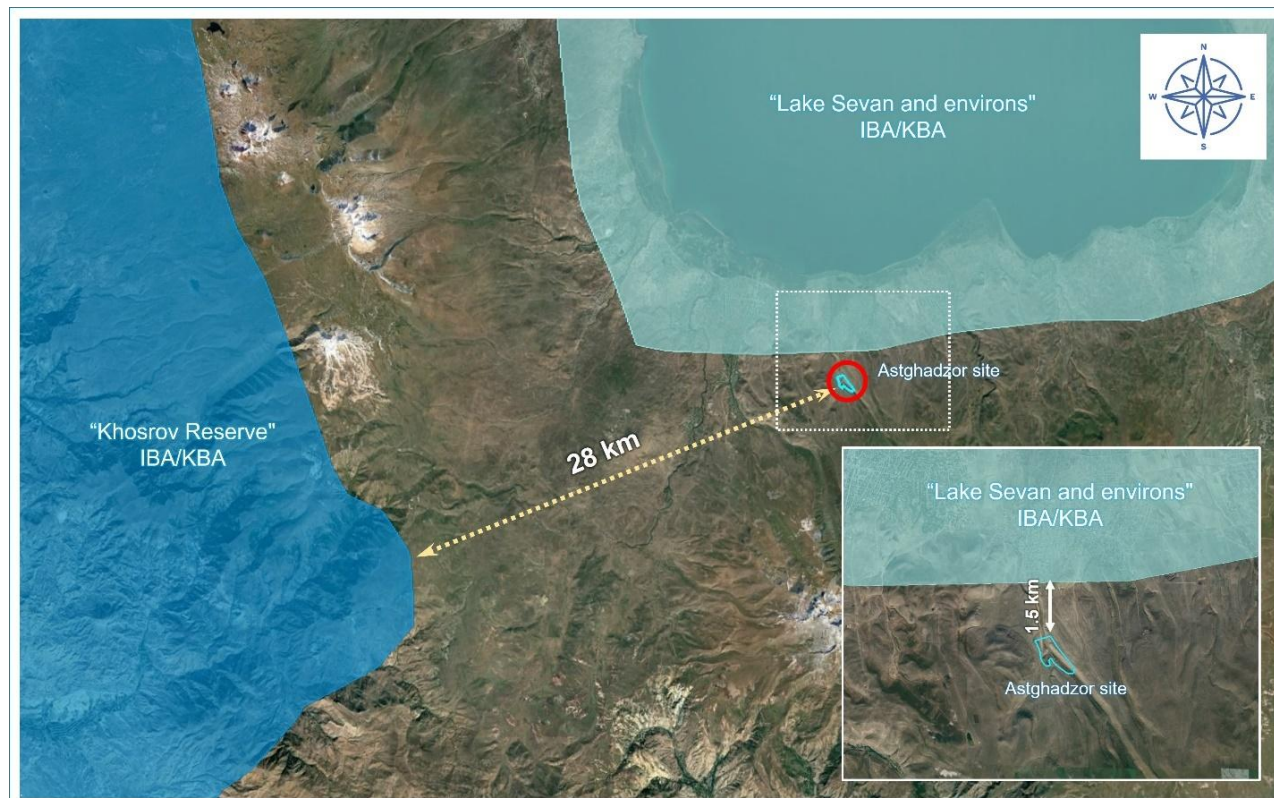 "Lake Sevan and environs"
IBA/KBA
N
W
E
S
Astghadzor site
28 km
“Khosrov Reserve"
IBA/KBA
“Lake Sevan and environs"
IBA/KBA
1.5 km
Astghadzor site